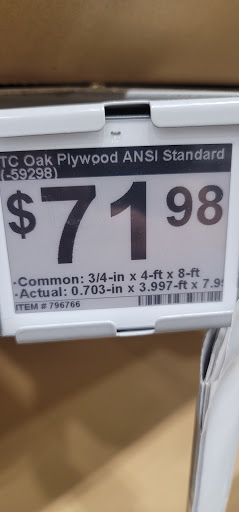 TC Oak Plywood ANSI Standard
(-59298)
$71 98
-Common: 3/4-in x 4-ft x 8-ft
-Actual: 0.703-in x 3.997-ft x 7.9
ITEM # 796766